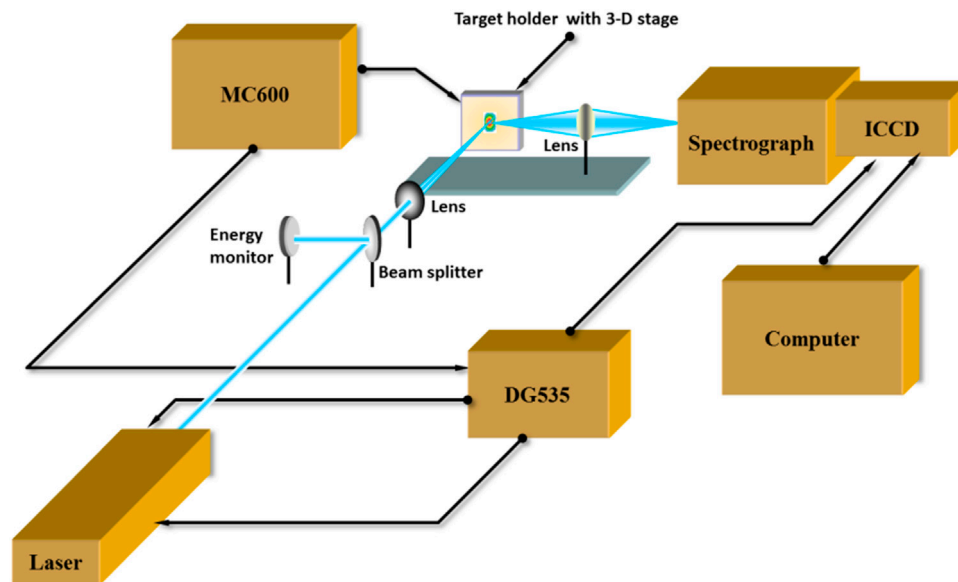 Target holder with 3-D stage
MC600
Spectrograph
ICCD
Lens
Lens
Energy
monitor
Beam splitter
Computer
DG535
Laser